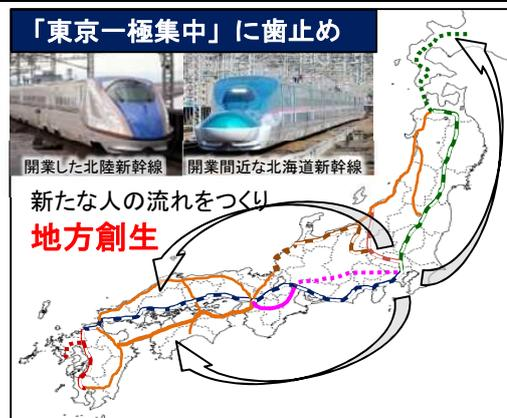 「東京一極集中」に歯止め
開業した北陸新幹線
開業間近な北海道新幹線
新たな人の流れをつくり
地方創生